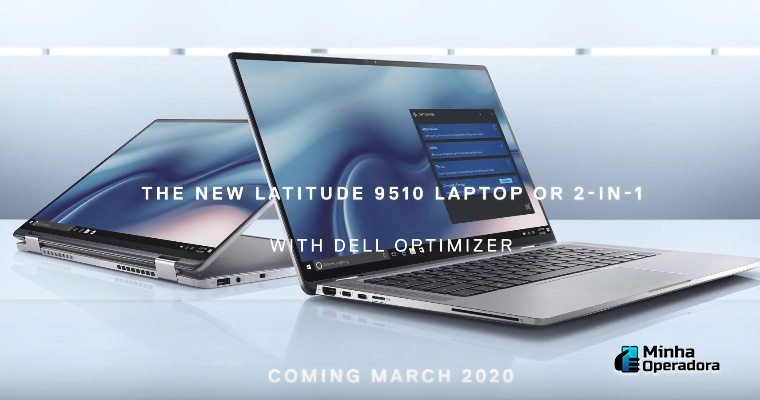 THE NEW LATITUDE 9510 LAPTOP OR 2-IN-1
WITH DELL OPTIMIZER
COMING MARCH 2020
Minha
Operadora